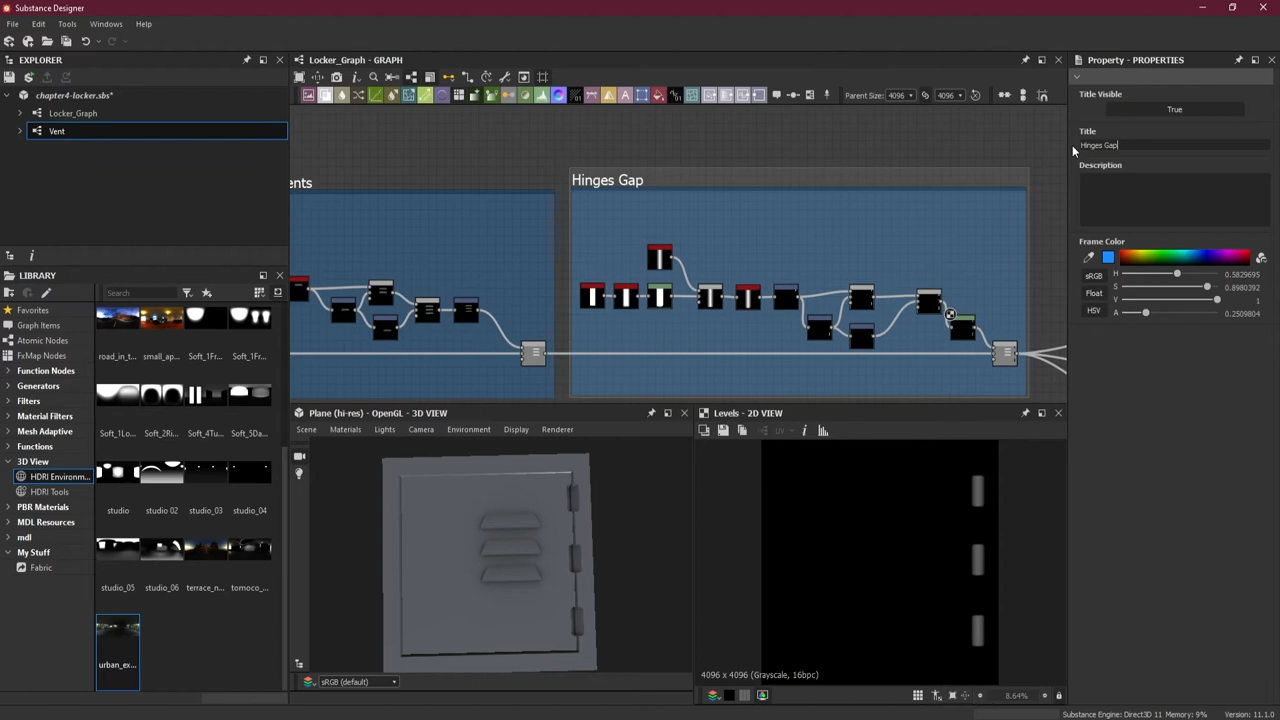 Substance Designer
File Edit Tools Windows Help
EXPLORER
chapter4-locker.sbs*
Locker_Graph
Vent
LIBRARY
Search
Favorites
Graph Items
Atomic Nodes
FxMap Nodes
Function Nodes
Generators
Filters
Material Filters
Mesh Adaptive
Functions
3D View
HDRI Environm...
HDRI Tools
PBR Materials
MDL Resources
mdl
My Stuff
Fabric
road_in_t... small_ap... Soft_1Fr... Soft_1Fr...
Soft_1Lo... Soft_2Ri... Soft_4Tu... Soft_5Da...
studio studio 02 studio_03 studio_04
studio_05 studio_06 terrace_n... tomoco_...
urban_ex...
Locker_Graph - GRAPH
Parent Size: 4096 4096
ents
Hinges Gap
Plane (hi-res) - OpenGL - 3D VIEW
Scene Materials Lights Camera Environment Display Renderer
sRGB (default)
Levels - 2D VIEW
UV
4096 x 4096 (Grayscale, 16bpc)
8.64%
Property - PROPERTIES
Title Visible
True
Title
Hinges Gap
Description
Frame Color
sRGB H 0.5829695
Float S 0.8980392
V 1
HSV A 0.2509804
Substance Engine: Direct3D 11 Memory: 9% Version: 11.1.0